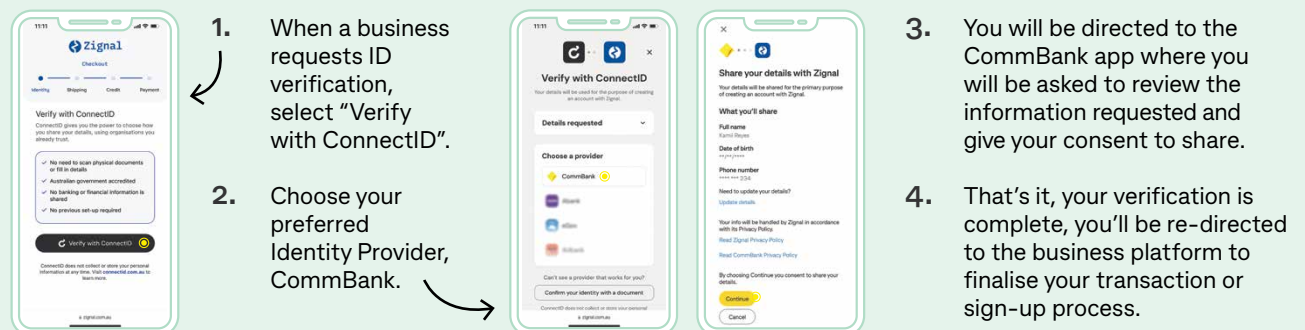 11:11
Zignal
Checkout
Identity Shipping Credit Payment
Verify with ConnectID
ConnectID gives you the power to choose how
you share your details, using organisations you
already trust.
✓ No need to scan physical documents
or fill in details
✓ Australian government accredited
✓ No banking or financial information is
shared
✓ No previous set-up required
Verify with ConnectID
ConnectID does not collect or store your personal
information at any time. Visit connectid.com.au to
learn more.
zignal.com.au
1. When a business
requests ID
verification,
select “Verify
with ConnectID”.
2. Choose your
preferred
Identity Provider,
CommBank.
11:11
Verify with ConnectID
Your details will be used for the purpose of creating
an account with Zignal.
Details requested
Choose a provider
CommBank
Can't see a provider that works for you?
Confirm your identity with a document
ConnectID does not collect or store your personal
zignal.com.au
Share your details with Zignal
Your details will be shared for the primary purpose
of creating an account with Zignal.
What you'll share
Full name
Kamil Reyes
Date of birth
**/**/****
Phone number
**** *** 234
Need to update your details?
Update details
Your info will be handled by Zignal in accordance
with its Privacy Policy.
Read Zignal Privacy Policy
Read CommBank Privacy Policy
By choosing Continue you consent to share your
details.
Continue
Cancel
3. You will be directed to the
CommBank app where you
will be asked to review the
information requested and
give your consent to share.
4. That’s it, your verification is
complete, you’ll be re-directed
to the business platform to
finalise your transaction or
sign-up process.